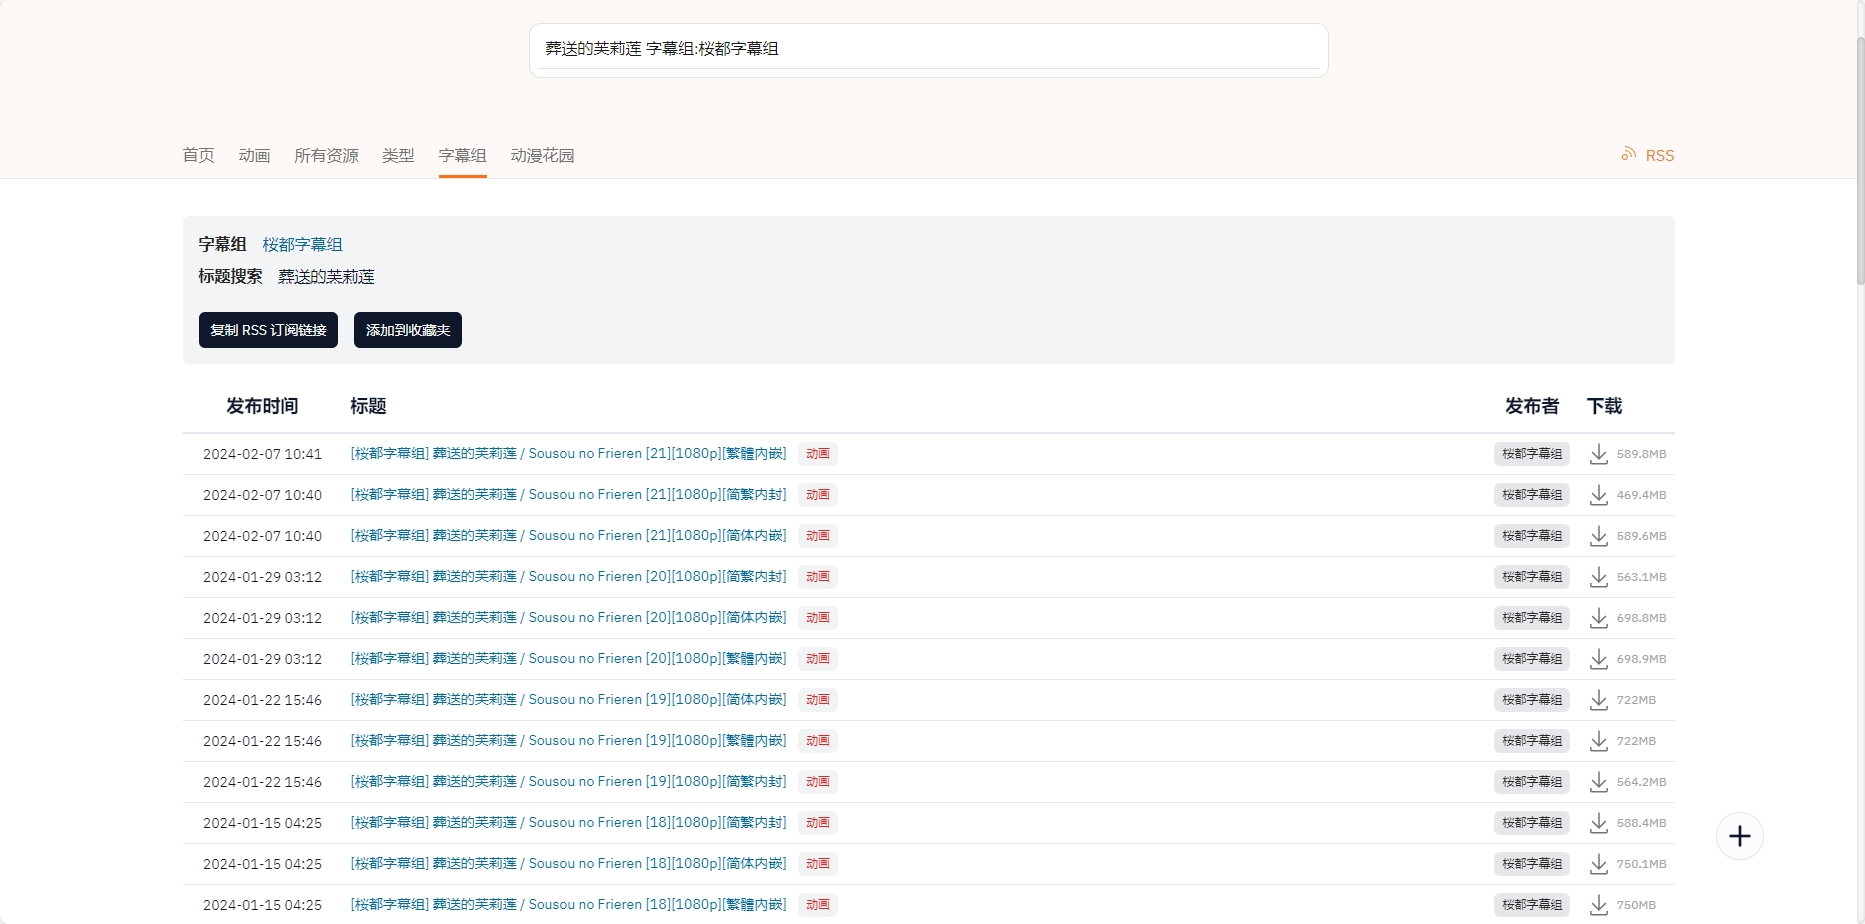 葬送的芙莉莲 字幕组:桜都字幕组
首页 动画 所有资源 类型 字幕组 动漫花园 RSS
字幕组 桜都字幕组
标题搜索 葬送的芙莉莲
复制 RSS 订阅链接 添加到收藏夹
发布时间 标题 发布者 下载
2024-02-07 10:41 [桜都字幕组] 葬送的芙莉莲 / Sousou no Frieren [21][1080p][繁體内嵌] 动画 桜都字幕组 589.8MB
2024-02-07 10:40 [桜都字幕组] 葬送的芙莉莲 / Sousou no Frieren [21][1080p][简繁内封] 动画 桜都字幕组 469.4MB
2024-02-07 10:40 [桜都字幕组] 葬送的芙莉莲 / Sousou no Frieren [21][1080p][简体内嵌] 动画 桜都字幕组 589.6MB
2024-01-29 03:12 [桜都字幕组] 葬送的芙莉莲 / Sousou no Frieren [20][1080p][简繁内封] 动画 桜都字幕组 563.1MB
2024-01-29 03:12 [桜都字幕组] 葬送的芙莉莲 / Sousou no Frieren [20][1080p][简体内嵌] 动画 桜都字幕组 698.8MB
2024-01-29 03:12 [桜都字幕组] 葬送的芙莉莲 / Sousou no Frieren [20][1080p][繁體内嵌] 动画 桜都字幕组 698.9MB
2024-01-22 15:46 [桜都字幕组] 葬送的芙莉莲 / Sousou no Frieren [19][1080p][简体内嵌] 动画 桜都字幕组 722MB
2024-01-22 15:46 [桜都字幕组] 葬送的芙莉莲 / Sousou no Frieren [19][1080p][繁體内嵌] 动画 桜都字幕组 722MB
2024-01-22 15:46 [桜都字幕组] 葬送的芙莉莲 / Sousou no Frieren [19][1080p][简繁内封] 动画 桜都字幕组 564.2MB
2024-01-15 04:25 [桜都字幕组] 葬送的芙莉莲 / Sousou no Frieren [18][1080p][简繁内封] 动画 桜都字幕组 588.4MB
2024-01-15 04:25 [桜都字幕组] 葬送的芙莉莲 / Sousou no Frieren [18][1080p][简体内嵌] 动画 桜都字幕组 750.1MB
2024-01-15 04:25 [桜都字幕组] 葬送的芙莉莲 / Sousou no Frieren [18][1080p][繁體内嵌] 动画 桜都字幕组 750MB